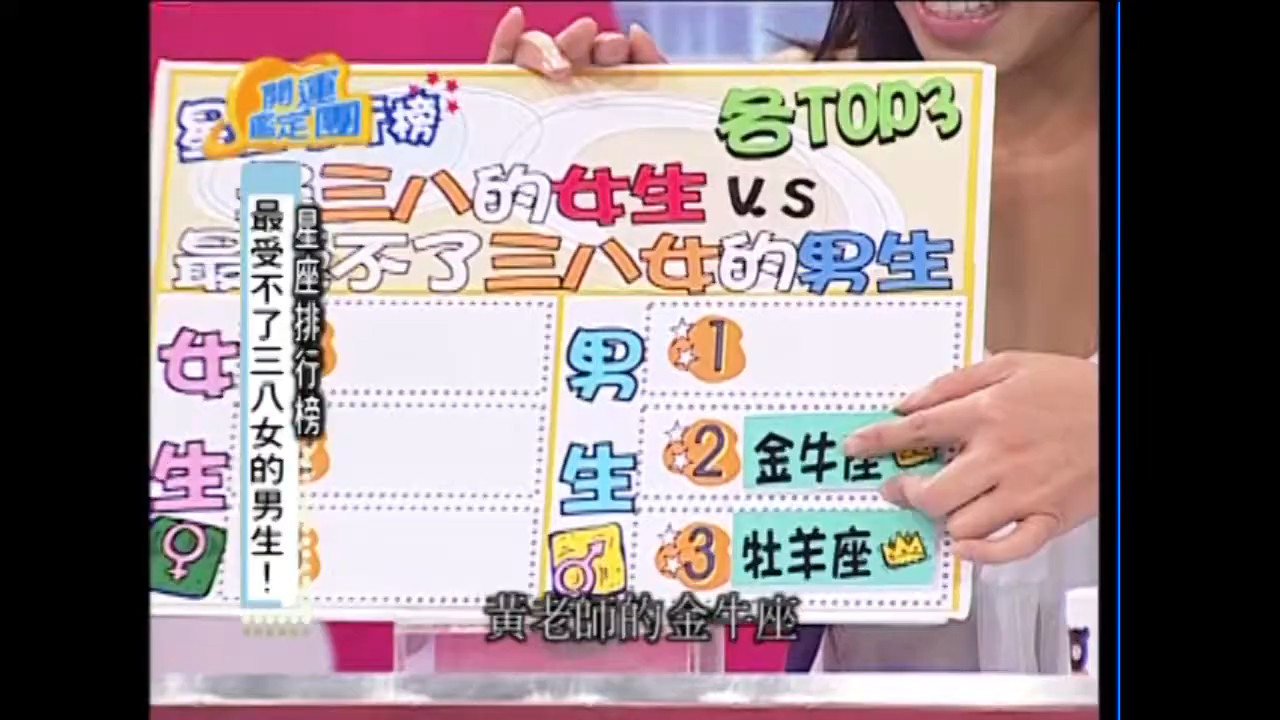 開運
鑑定團
榜
各TOP3
三八的女生 V.S
最不了三八女的男生
星座排行榜
最受不了三八女的男生！
女生
男生
1
2 金牛座
3 牡羊座
黃老師的金牛座